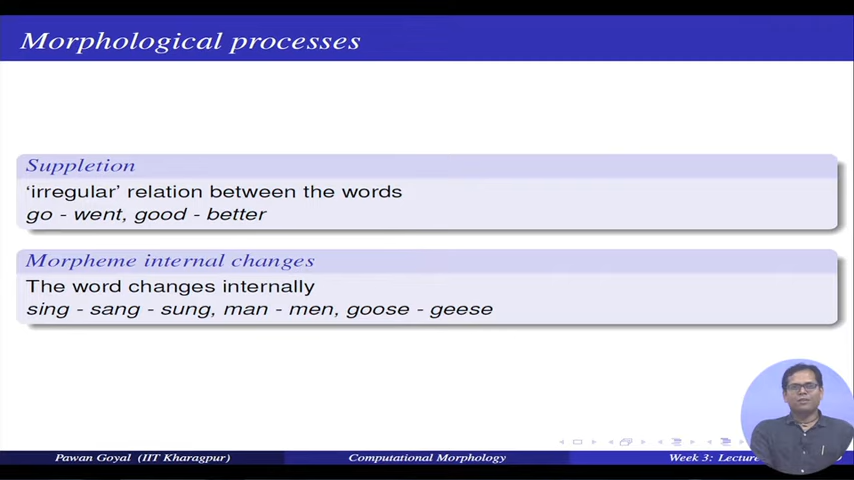 Morphological processes
Suppletion
‘irregular’ relation between the words
go - went, good - better
Morpheme internal changes
The word changes internally
sing - sang - sung, man - men, goose - geese
Pawan Goyal (IIT Kharagpur) Computational Morphology Week 3: Lecture